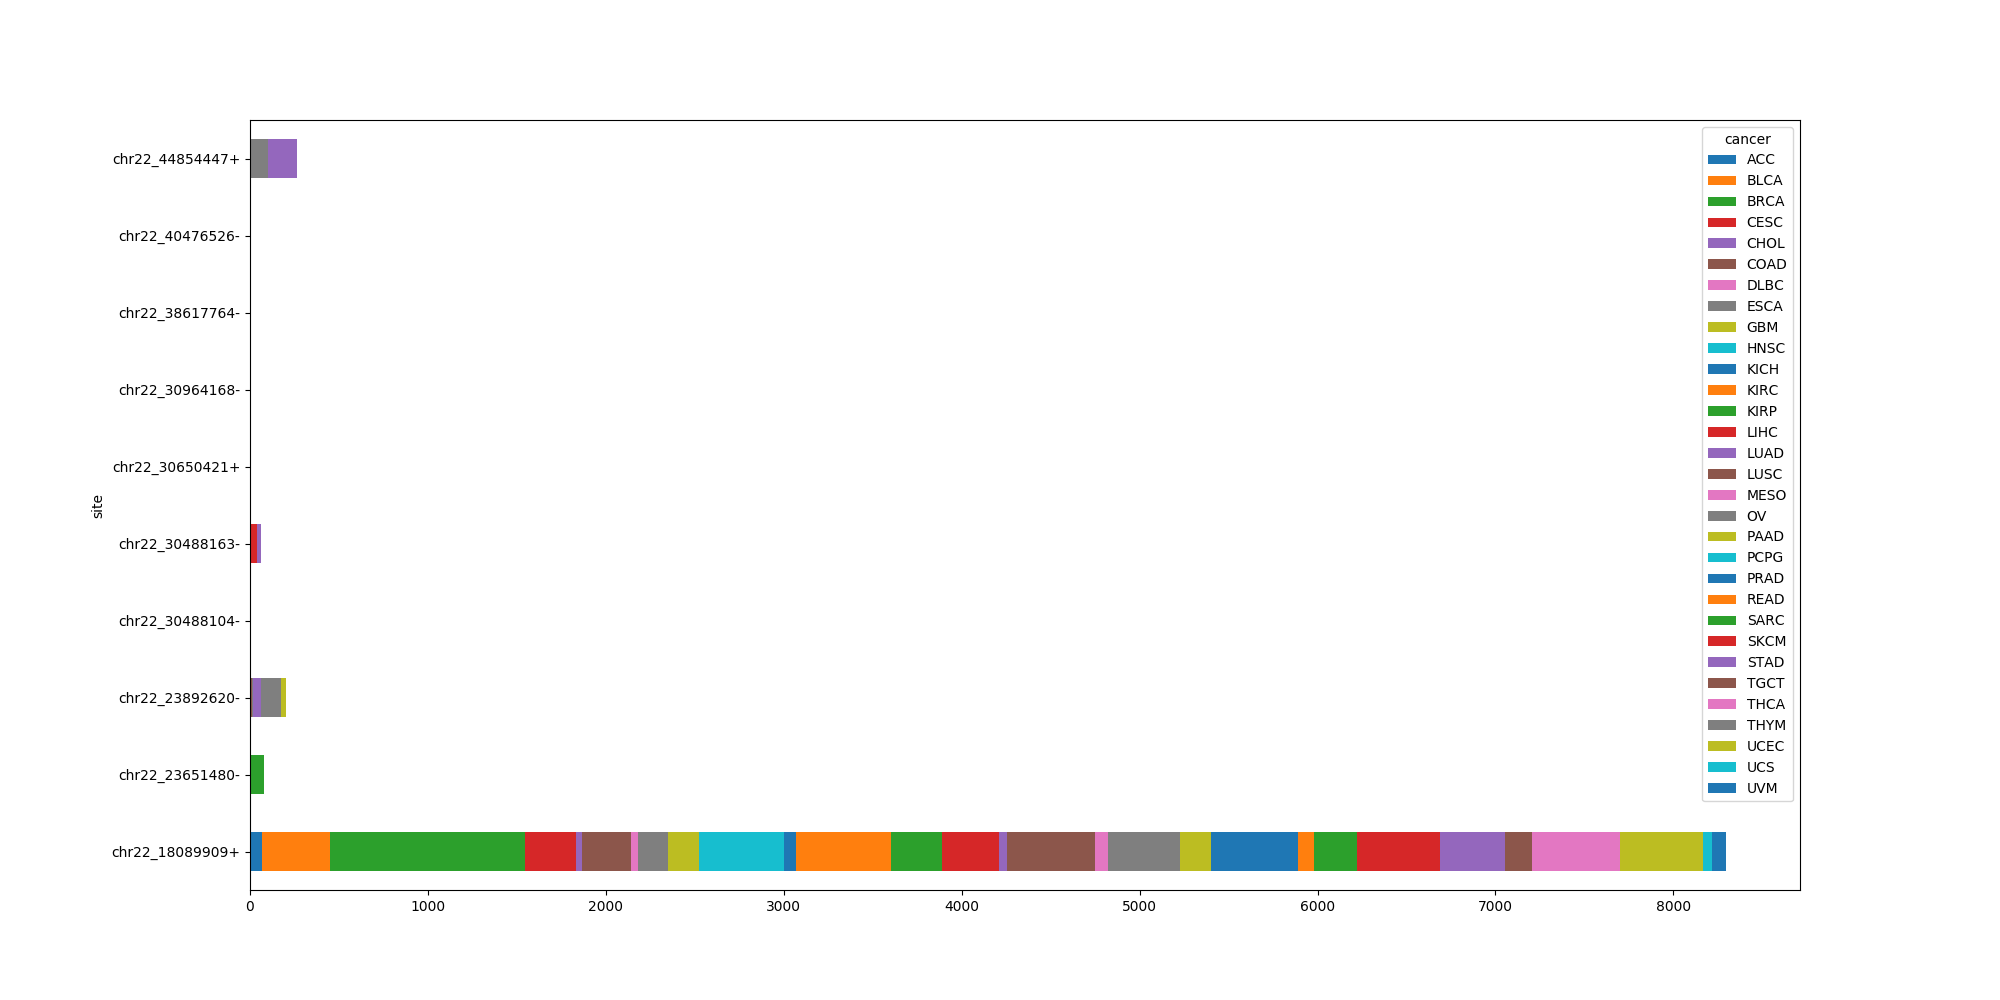 chr22_44854447+
chr22_40476526-
chr22_38617764-
chr22_30964168-
chr22_30650421+
chr22_30488163-
chr22_30488104-
chr22_23892620-
chr22_23651480-
chr22_18089909+
site
0 1000 2000 3000 4000 5000 6000 7000 8000
cancer
ACC
BLCA
BRCA
CESC
CHOL
COAD
DLBC
ESCA
GBM
HNSC
KICH
KIRC
KIRP
LIHC
LUAD
LUSC
MESO
OV
PAAD
PCPG
PRAD
READ
SARC
SKCM
STAD
TGCT
THCA
THYM
UCEC
UCS
UVM